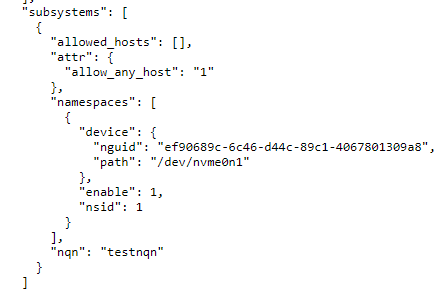 ],
"subsystems": [
{
"allowed_hosts": [],
"attr": {
"allow_any_host": "1"
},
"namespaces": [
{
"device": {
"nguid": "ef90689c-6c46-d44c-89c1-4067801309a8",
"path": "/dev/nvme0n1"
},
"enable": 1,
"nsid": 1
}
],
"nqn": "testnqn"
}
]